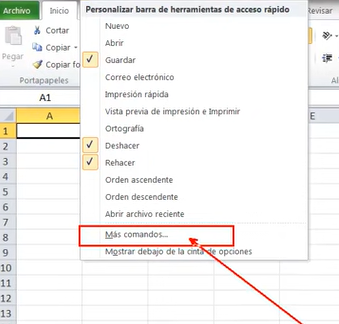 Archivo Inicio Personalizar barra de herramientas de acceso rápido Revisar
Cortar
Copiar
Pegar
Copiar fo
Portapapeles
A1
A E
Nuevo
Abrir
Guardar
Correo electrónico
Impresión rápida
Vista previa de impresión e Imprimir
Ortografía
Deshacer
Rehacer
Orden ascendente
Orden descendente
Abrir archivo reciente
Más comandos...
Mostrar debajo de la cinta de opciones
1
2
3
4
5
6
7
8
9
10
11
12
13